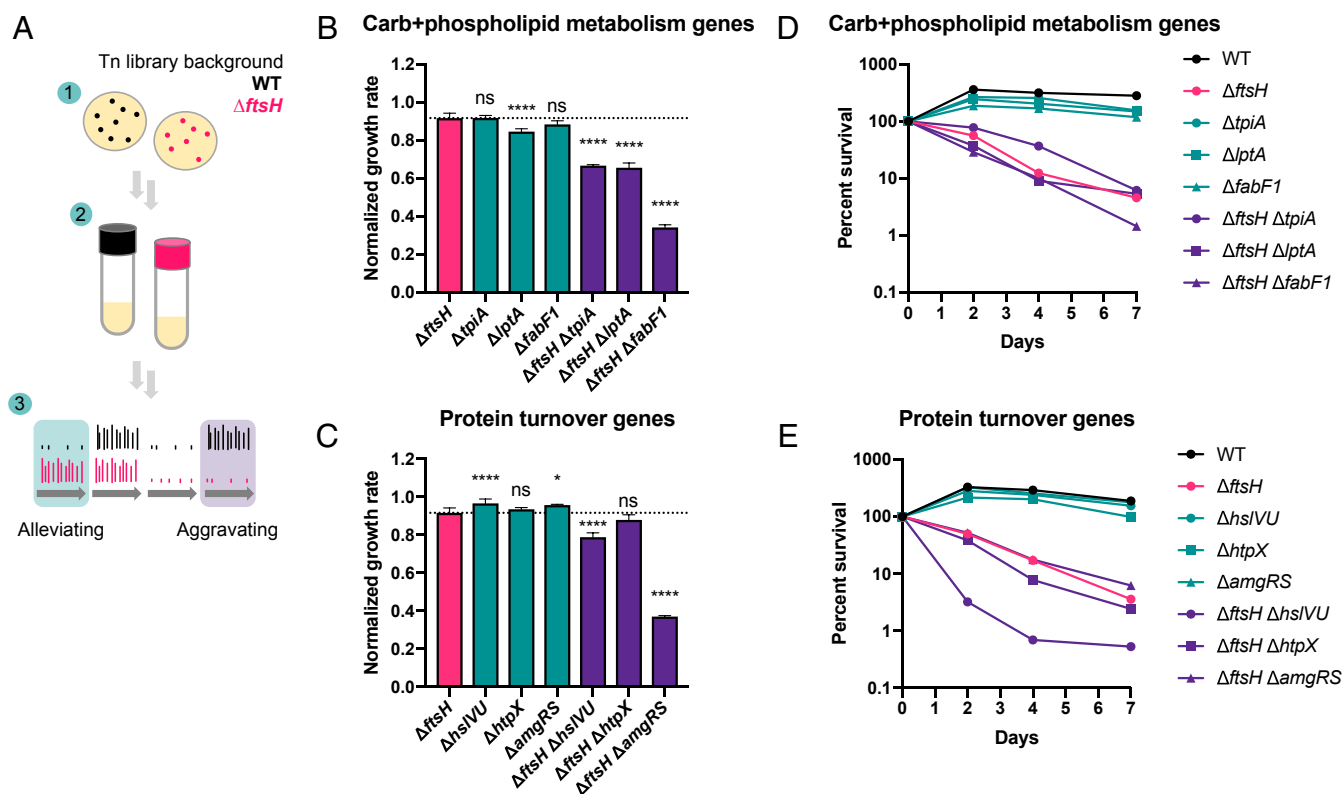 A
Tn library background
WT
ΔftsH
1
2
3
Alleviating
Aggravating
B
Carb+phospholipid metabolism genes
Normalized growth rate
1.2
1.0
0.8
0.6
0.4
0.2
0.0
ns
****
ns
****
****
****
ΔftsH
ΔtpiA
ΔlptA
ΔfabF1
ΔftsH ΔtpiA
ΔftsH ΔlptA
ΔftsH ΔfabF1
C
Protein turnover genes
Normalized growth rate
1.2
1.0
0.8
0.6
0.4
0.2
0.0
****
ns
*
****
ns
****
ΔftsH
ΔhslVU
ΔhtpX
ΔamgRS
ΔftsH ΔhslVU
ΔftsH ΔhtpX
ΔftsH ΔamgRS
D
Carb+phospholipid metabolism genes
Percent survival
1000
100
10
1
0.1
0 1 2 3 4 5 6 7
Days
WT
ΔftsH
ΔtpiA
ΔlptA
ΔfabF1
ΔftsH ΔtpiA
ΔftsH ΔlptA
ΔftsH ΔfabF1
E
Protein turnover genes
Percent survival
1000
100
10
1
0.1
0 1 2 3 4 5 6 7
Days
WT
ΔftsH
ΔhslVU
ΔhtpX
ΔamgRS
ΔftsH ΔhslVU
ΔftsH ΔhtpX
ΔftsH ΔamgRS